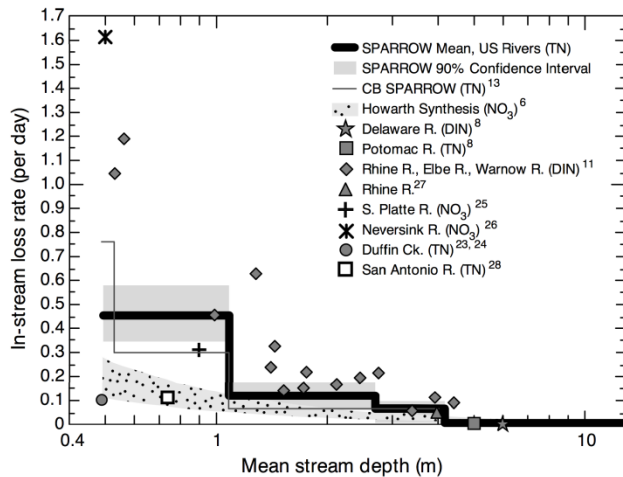 1.7
1.6
1.5
1.4
1.3
1.2
1.1
1.0
0.9
0.8
0.7
0.6
0.5
0.4
0.3
0.2
0.1
0
In-stream loss rate (per day)
SPARROW Mean, US Rivers (TN)
SPARROW 90% Confidence Interval
CB SPARROW (TN) 13
Howarth Synthesis (NO3) 6
Delaware R. (DIN) 8
Potomac R. (TN) 8
Rhine R., Elbe R., Warnow R. (DIN) 11
Rhine R. 27
S. Platte R. (NO3) 25
Neversink R. (NO3) 26
Duffin Ck. (TN) 23, 24
San Antonio R. (TN) 28
0.4 1 10
Mean stream depth (m)